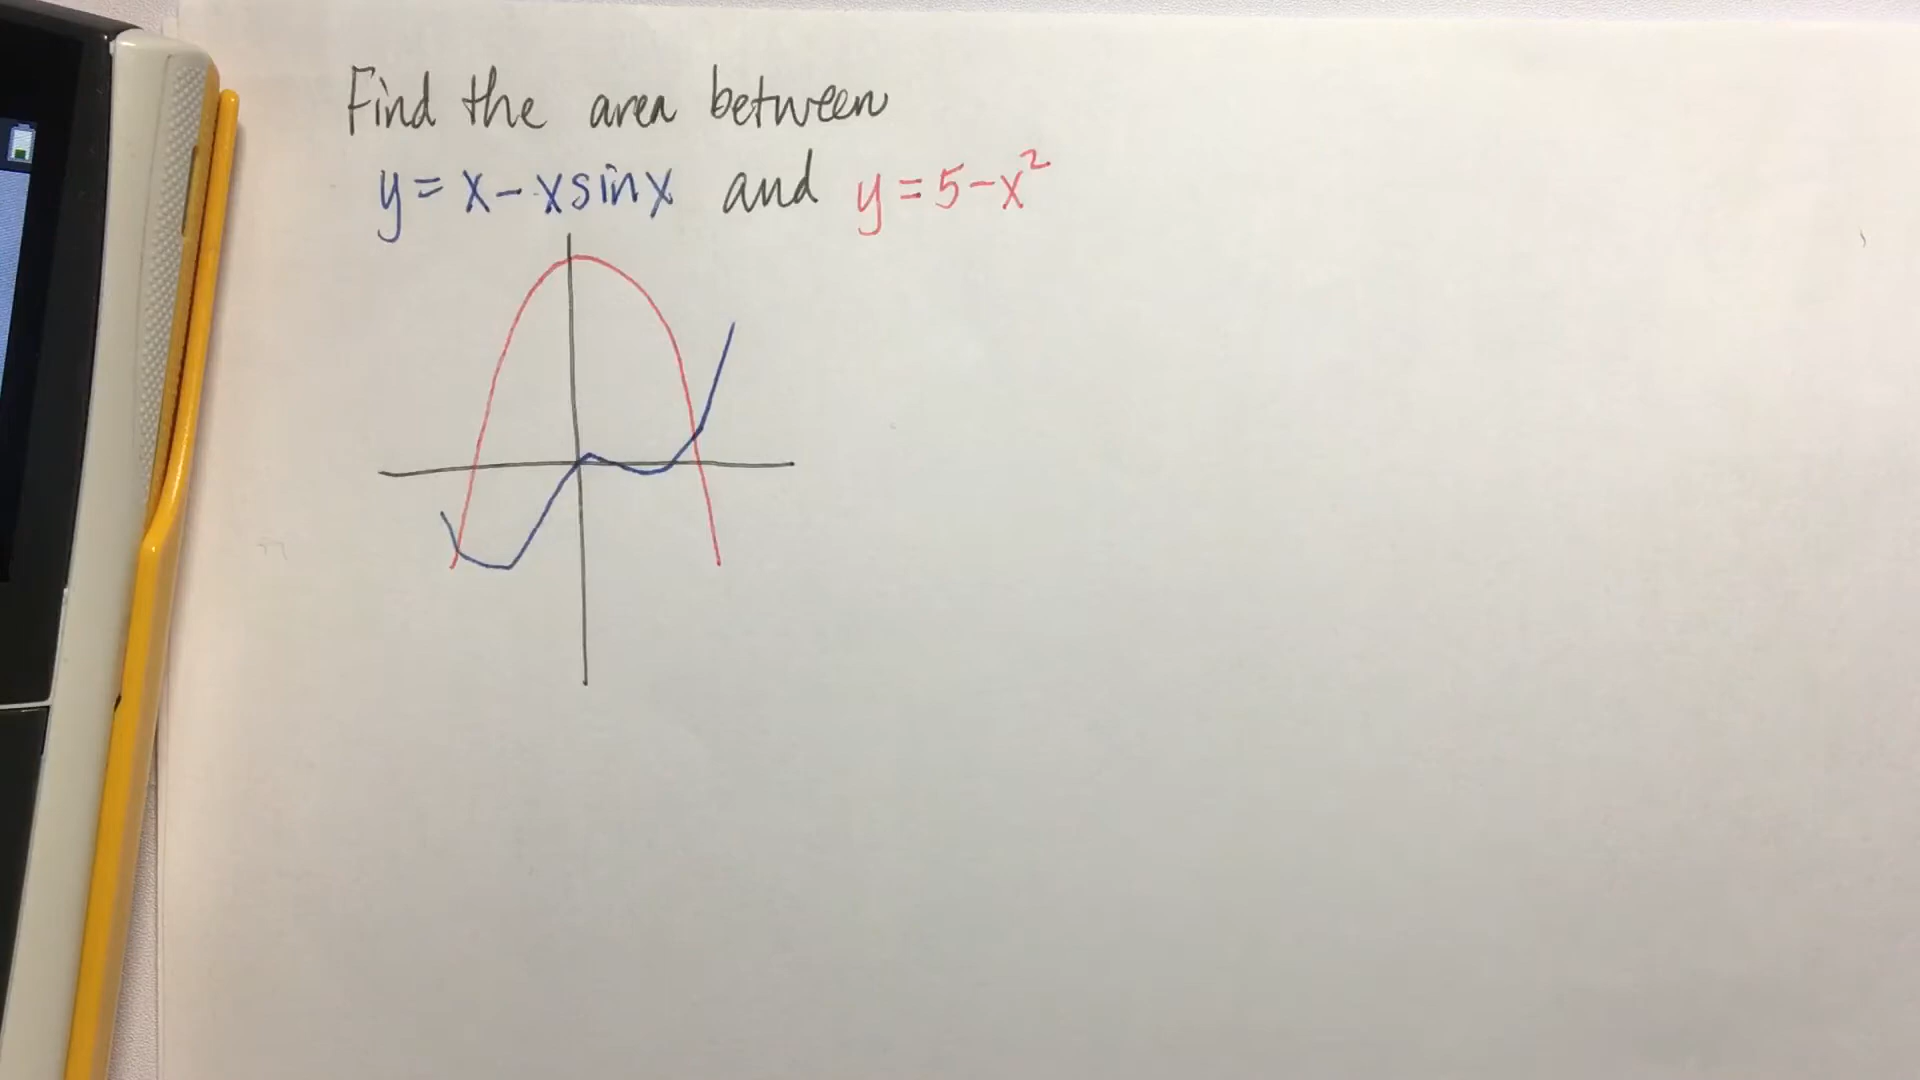 Find the area between
y = x - x sin x and y = 5 - x²